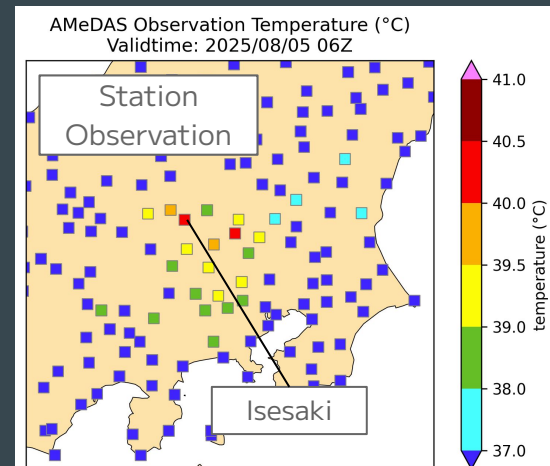 AMeDAS Observation Temperature (°C)
Validtime: 2025/08/05 06Z
Station
Observation
Isesaki
41.0
40.5
40.0
39.5
39.0
38.0
37.0
temperature (°C)